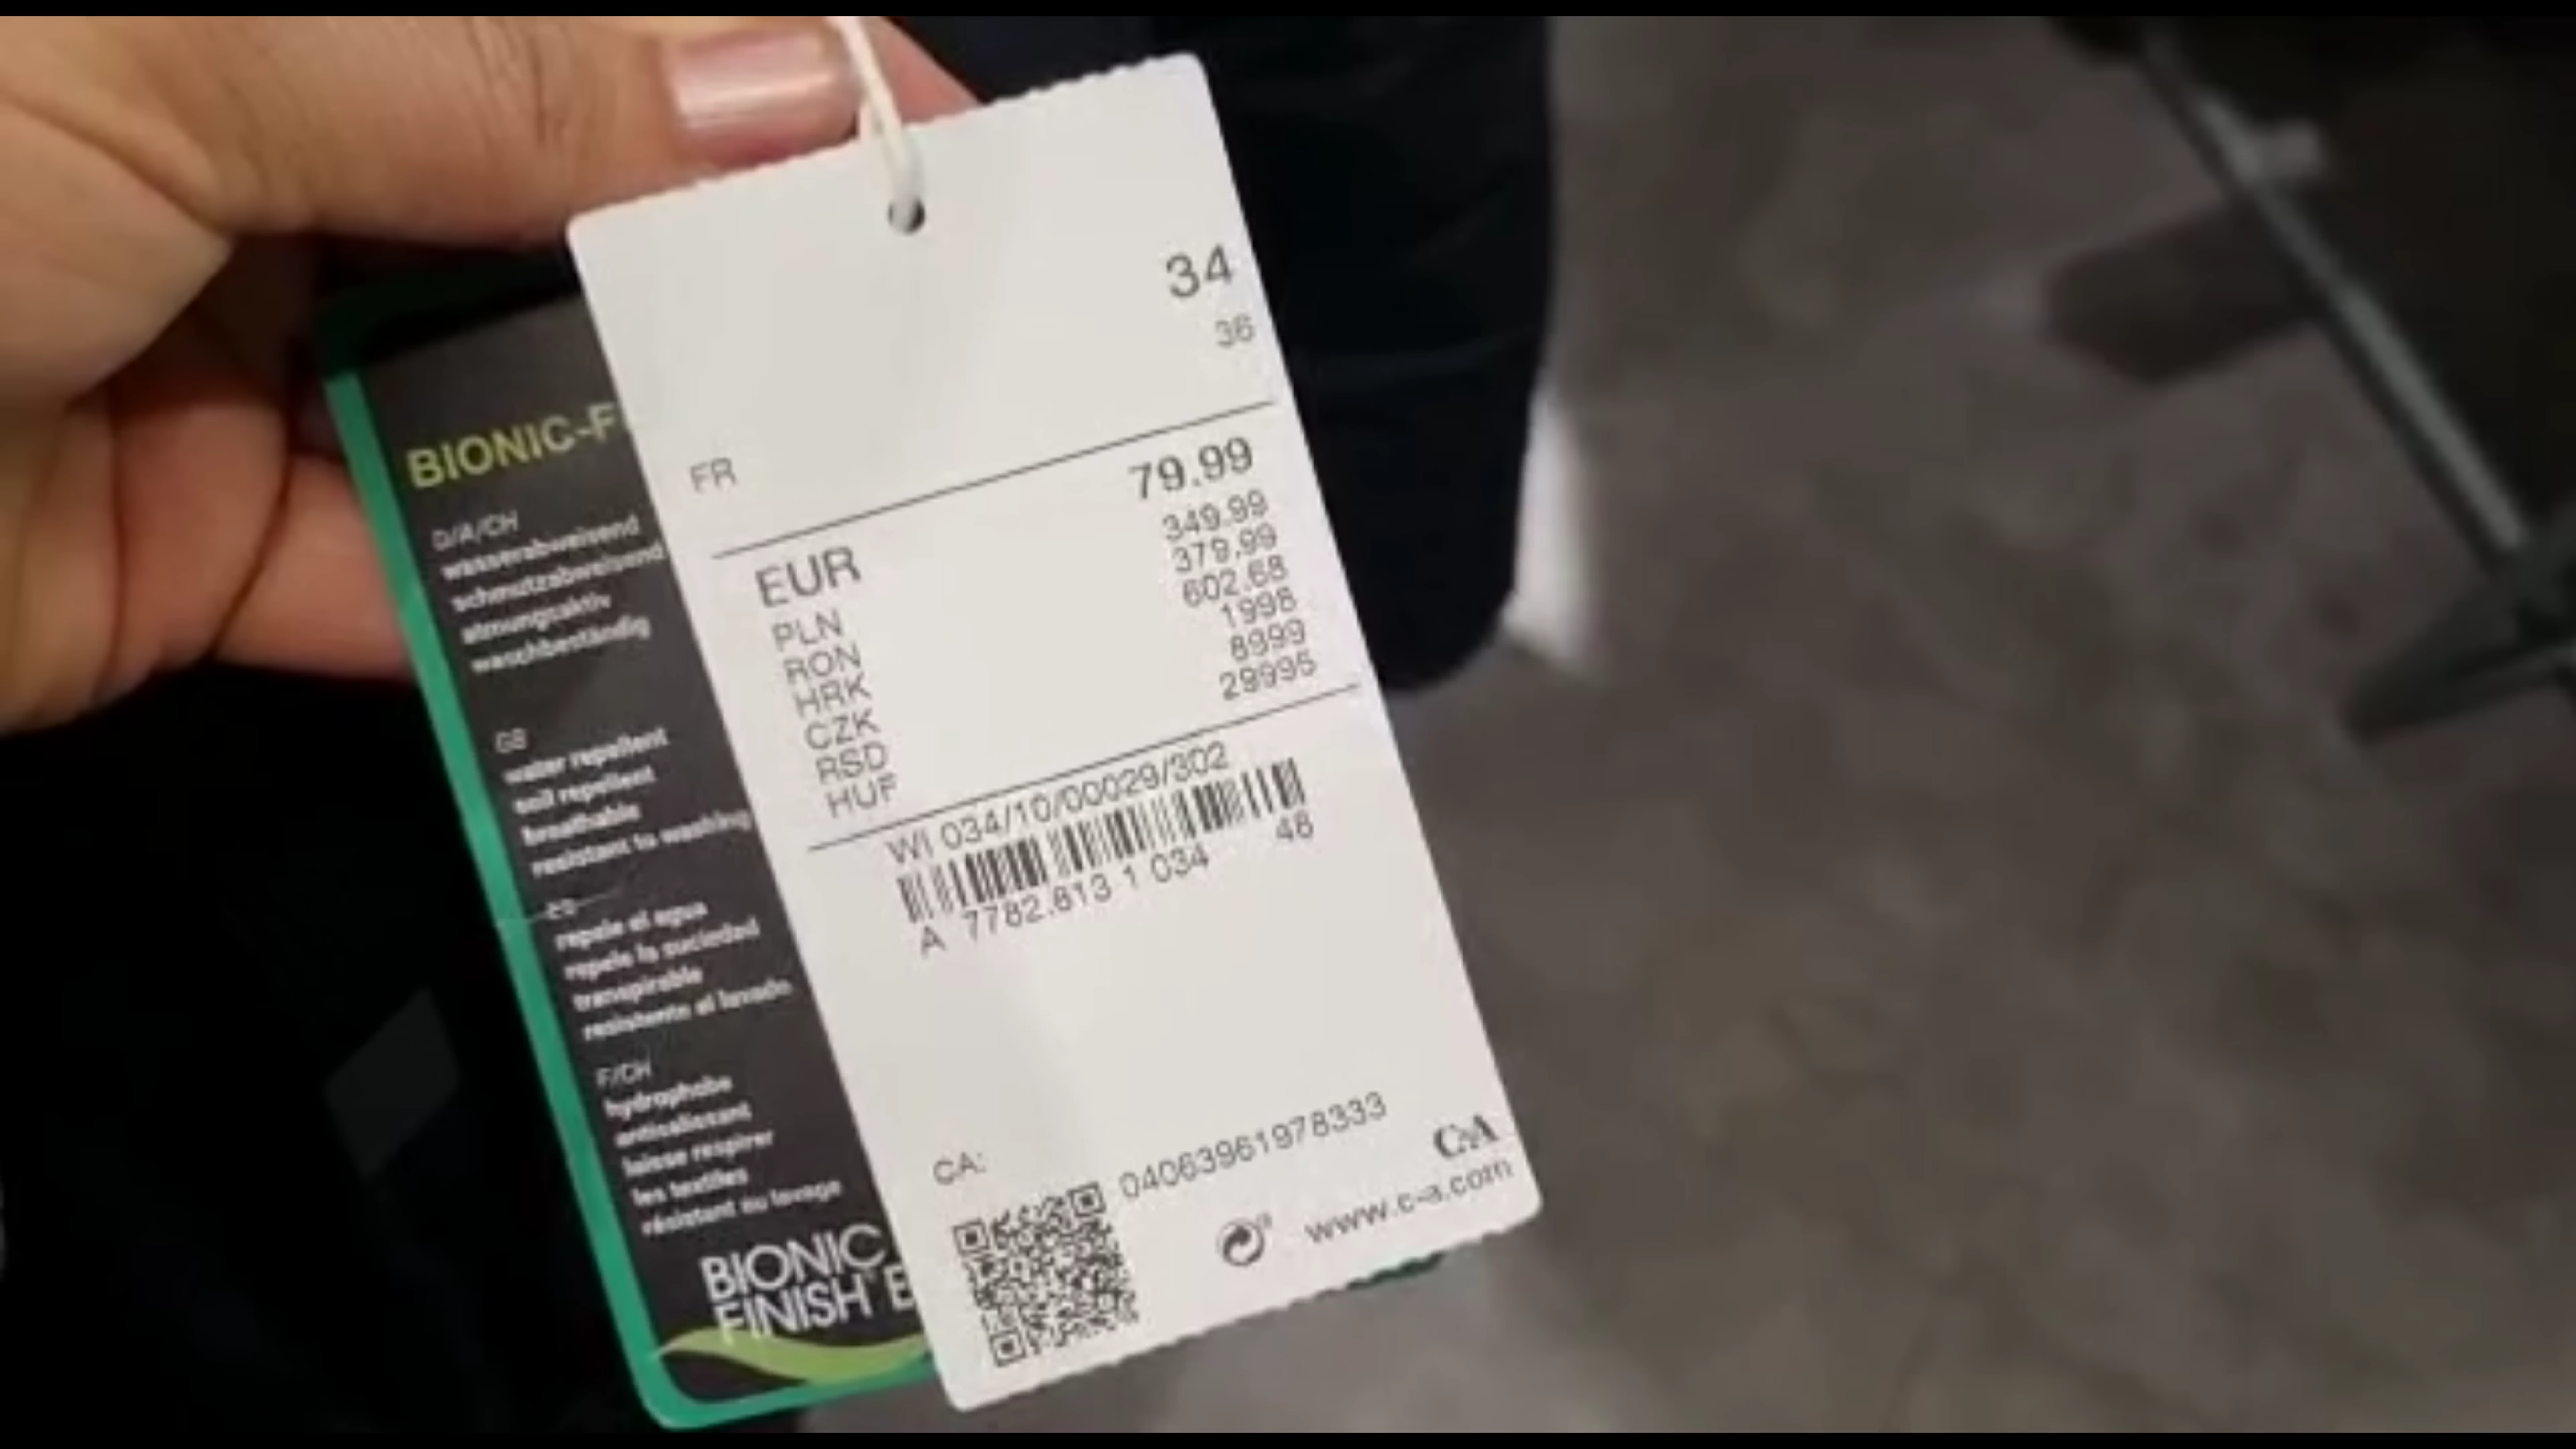 34
36
FR
EUR 79.99
PLN 349.99
RON 379.99
HRK 602.68
CZK 1998
RSD 8999
HUF 29995
WI 034/10/00029/302
48
A 7782.813 1 034
CA:
04063961978333
C&A
www.c-a.com
BIONIC-F
D/A/CH
wasserabweisend
schmutzabweisend
atmungsaktiv
waschbeständig
GB
water repellent
soil repellent
breathable
resistant to washing
repele el agua
repele la suciedad
transpirable
resistente al lavado
F/CH
hydrophobe
antisalissant
laisse respirer
les textiles
résistant au lavage
BIONIC
FINISH® E